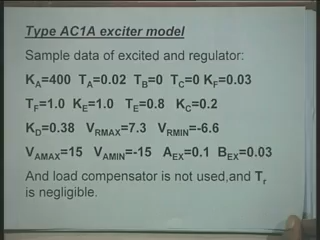 Type AC1A exciter model
Sample data of excited and regulator:
KA=400 TA=0.02 TB=0 TC=0 KF=0.03
TF=1.0 KE=1.0 TE=0.8 KC=0.2
KD=0.38 VRMAX=7.3 VRMIN=-6.6
VAMAX=15 VAMIN=-15 AEX=0.1 BEX=0.03
And load compensator is not used,and Tr
is negligible.